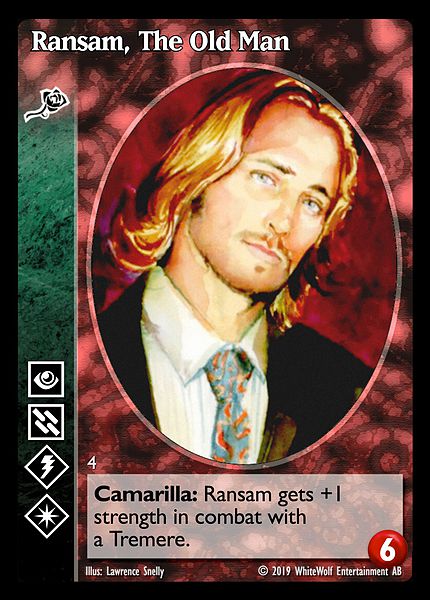 Ransam, The Old Man
4
Camarilla: Ransam gets +1
strength in combat with
a Tremere.
6
Illus: Lawrence Snelly © 2019 WhiteWolf Entertainment AB